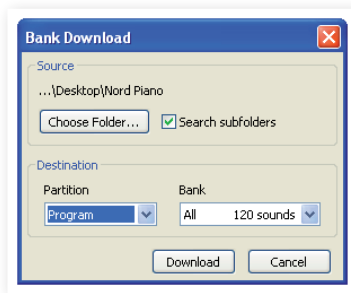 Bank Download
Source
...\Desktop\Nord Piano
Choose Folder...
Search subfolders
Destination
Partition Bank
Program All 120 sounds
Download Cancel